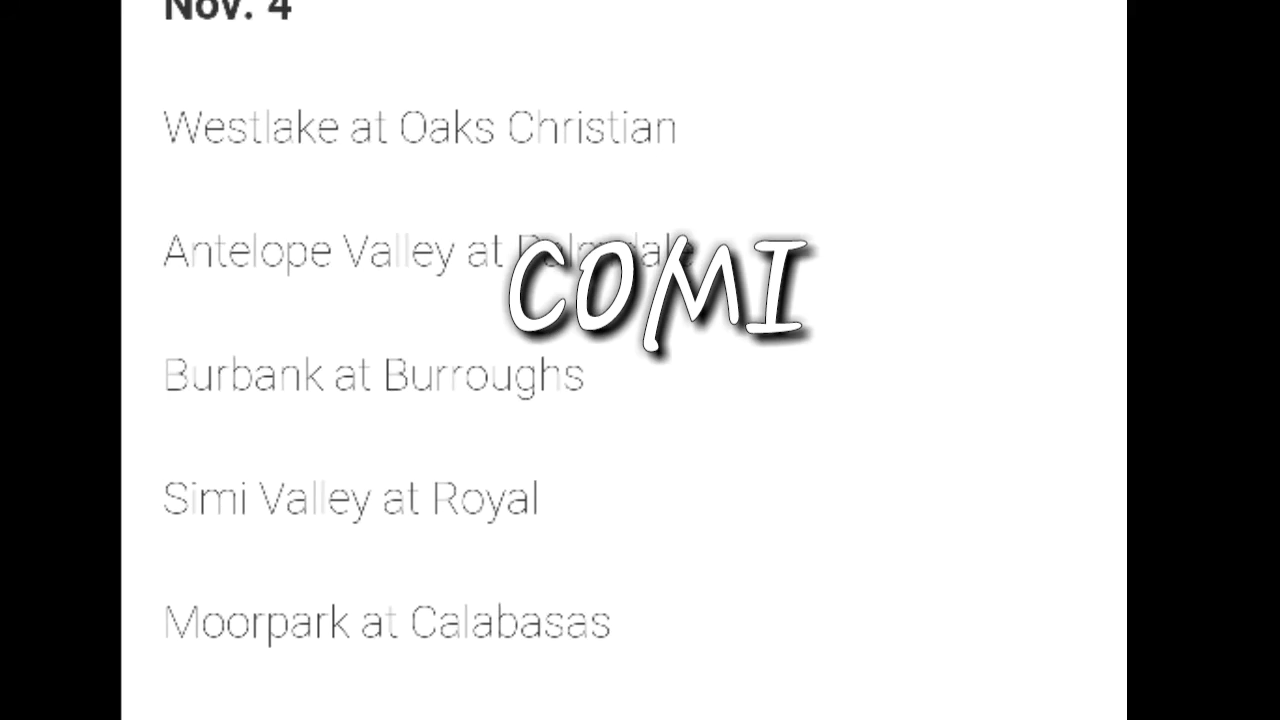 Nov. 4
Westlake at Oaks Christian
Antelope Valley at Palmdale
COMI
Burbank at Burroughs
Simi Valley at Royal
Moorpark at Calabasas